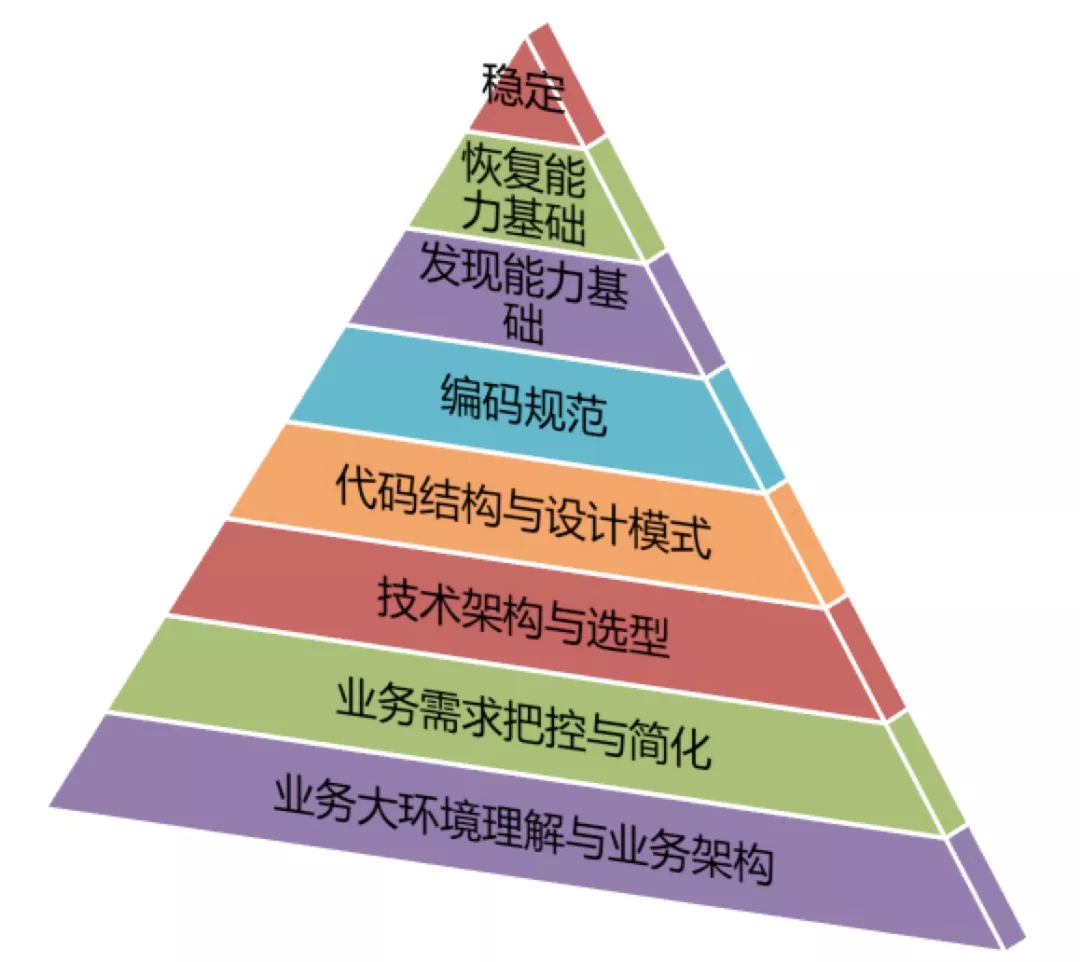 稳定
恢复能
力基础
发现能力基
础
编码规范
代码结构与设计模式
技术架构与选型
业务需求把控与简化
业务大环境理解与业务架构